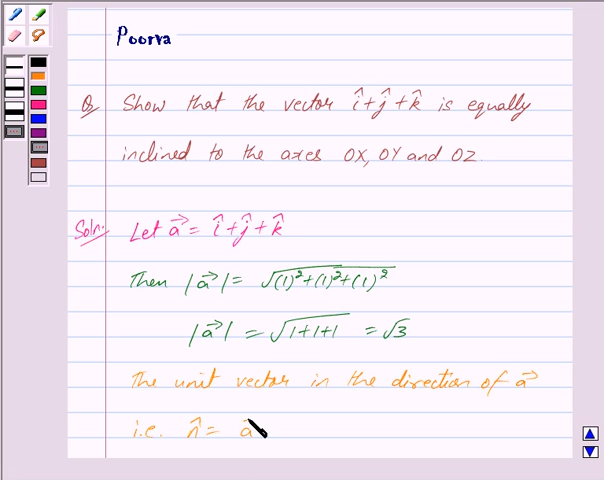 Poorva
Q Show that the vector î+ĵ+k̂ is equally
inclined to the axes OX, OY and OZ.
Soln: Let a⃗ = î+ĵ+k̂
Then |a⃗| = √(1)²+(1)²+(1)²
|a⃗| = √1+1+1 = √3
The unit vector in the direction of a⃗
i.e. n̂ = a⃗